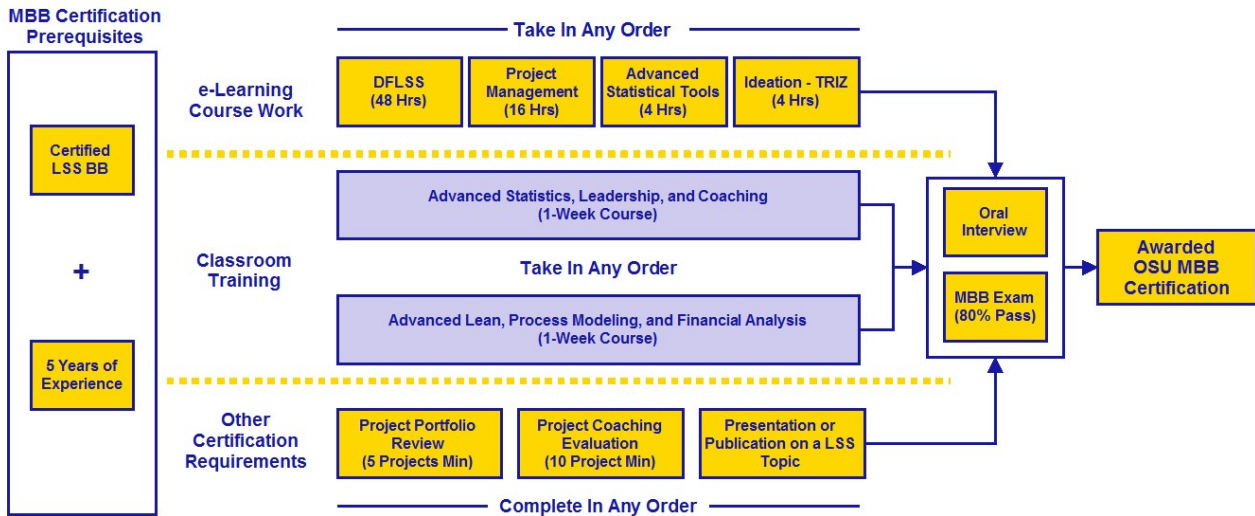 MBB Certification
Prerequisites
Certified
LSS BB
+
5 Years of
Experience
Take In Any Order
e-Learning
Course Work
DFLSS
(48 Hrs)
Project
Management
(16 Hrs)
Advanced
Statistical Tools
(4 Hrs)
Ideation - TRIZ
(4 Hrs)
Classroom
Training
Advanced Statistics, Leadership, and Coaching
(1-Week Course)
Take In Any Order
Advanced Lean, Process Modeling, and Financial Analysis
(1-Week Course)
Other
Certification
Requirements
Project Portfolio
Review
(5 Projects Min)
Project Coaching
Evaluation
(10 Project Min)
Presentation or
Publication on a LSS
Topic
Complete In Any Order
Oral
Interview
MBB Exam
(80% Pass)
Awarded
OSU MBB
Certification